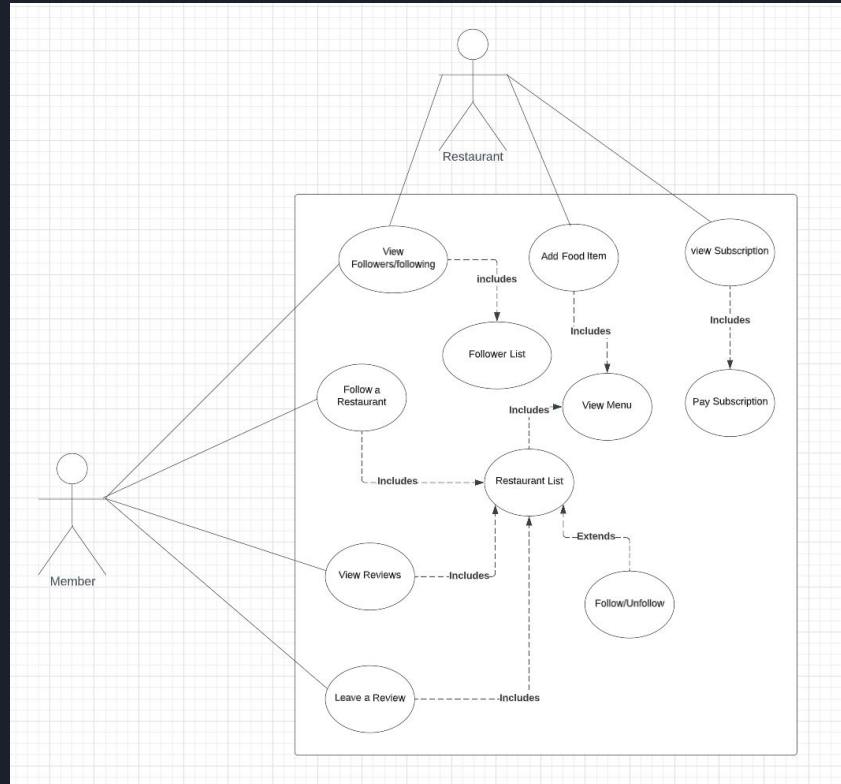 Restaurant
View
Followers/following
Add Food Item
view Subscription
includes
Includes
Includes
Follower List
Follow a
Restaurant
Includes
View Menu
Pay Subscription
Includes
Restaurant List
Extends
Member
View Reviews
Includes
Follow/Unfollow
Leave a Review
Includes